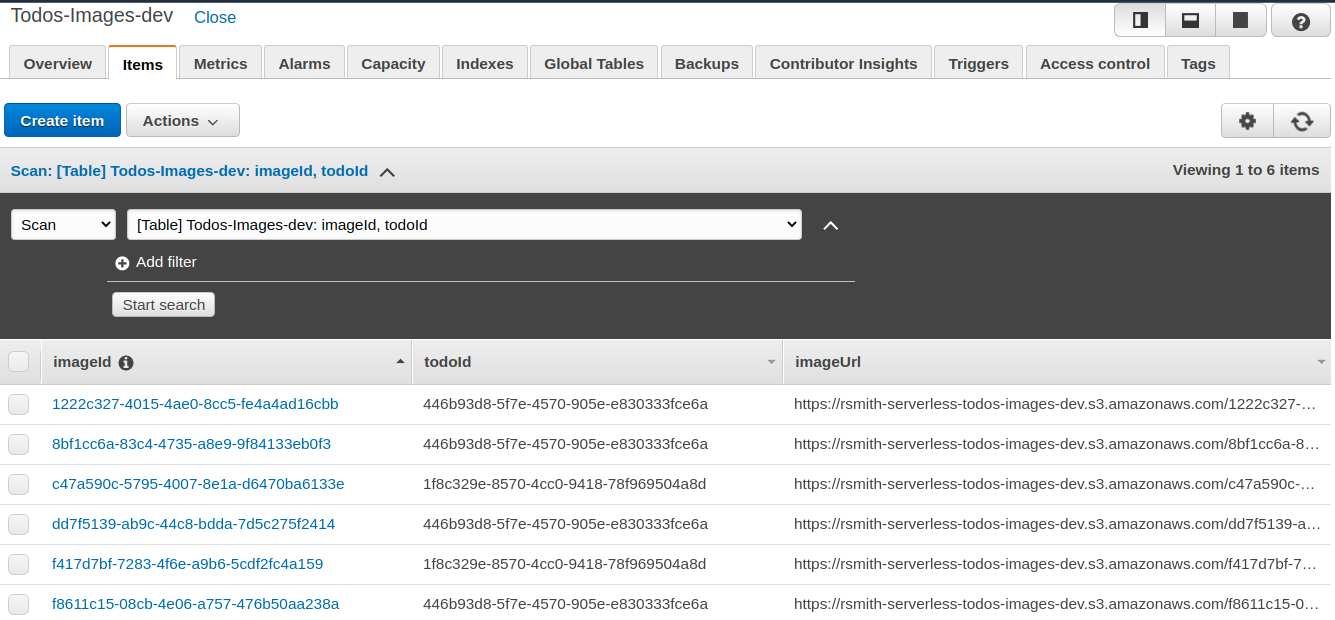 Todos-Images-dev Close
Overview Items Metrics Alarms Capacity Indexes Global Tables Backups Contributor Insights Triggers Access control Tags
Create item Actions
Scan: [Table] Todos-Images-dev: imageId, todoId Viewing 1 to 6 items
Scan [Table] Todos-Images-dev: imageId, todoId
Add filter
Start search
imageId todoId imageUrl
1222c327-4015-4ae0-8cc5-fe4a4ad16cbb 446b93d8-5f7e-4570-905e-e830333fce6a https://rsmith-serverless-todos-images-dev.s3.amazonaws.com/1222c327-…
8bf1cc6a-83c4-4735-a8e9-9f84133eb0f3 446b93d8-5f7e-4570-905e-e830333fce6a https://rsmith-serverless-todos-images-dev.s3.amazonaws.com/8bf1cc6a-8…
c47a590c-5795-4007-8e1a-d6470ba6133e 1f8c329e-8570-4cc0-9418-78f969504a8d https://rsmith-serverless-todos-images-dev.s3.amazonaws.com/c47a590c-…
dd7f5139-ab9c-44c8-bdda-7d5c275f2414 446b93d8-5f7e-4570-905e-e830333fce6a https://rsmith-serverless-todos-images-dev.s3.amazonaws.com/dd7f5139-a…
f417d7bf-7283-4f6e-a9b6-5cdf2fc4a159 1f8c329e-8570-4cc0-9418-78f969504a8d https://rsmith-serverless-todos-images-dev.s3.amazonaws.com/f417d7bf-7…
f8611c15-08cb-4e06-a757-476b50aa238a 446b93d8-5f7e-4570-905e-e830333fce6a https://rsmith-serverless-todos-images-dev.s3.amazonaws.com/f8611c15-0…